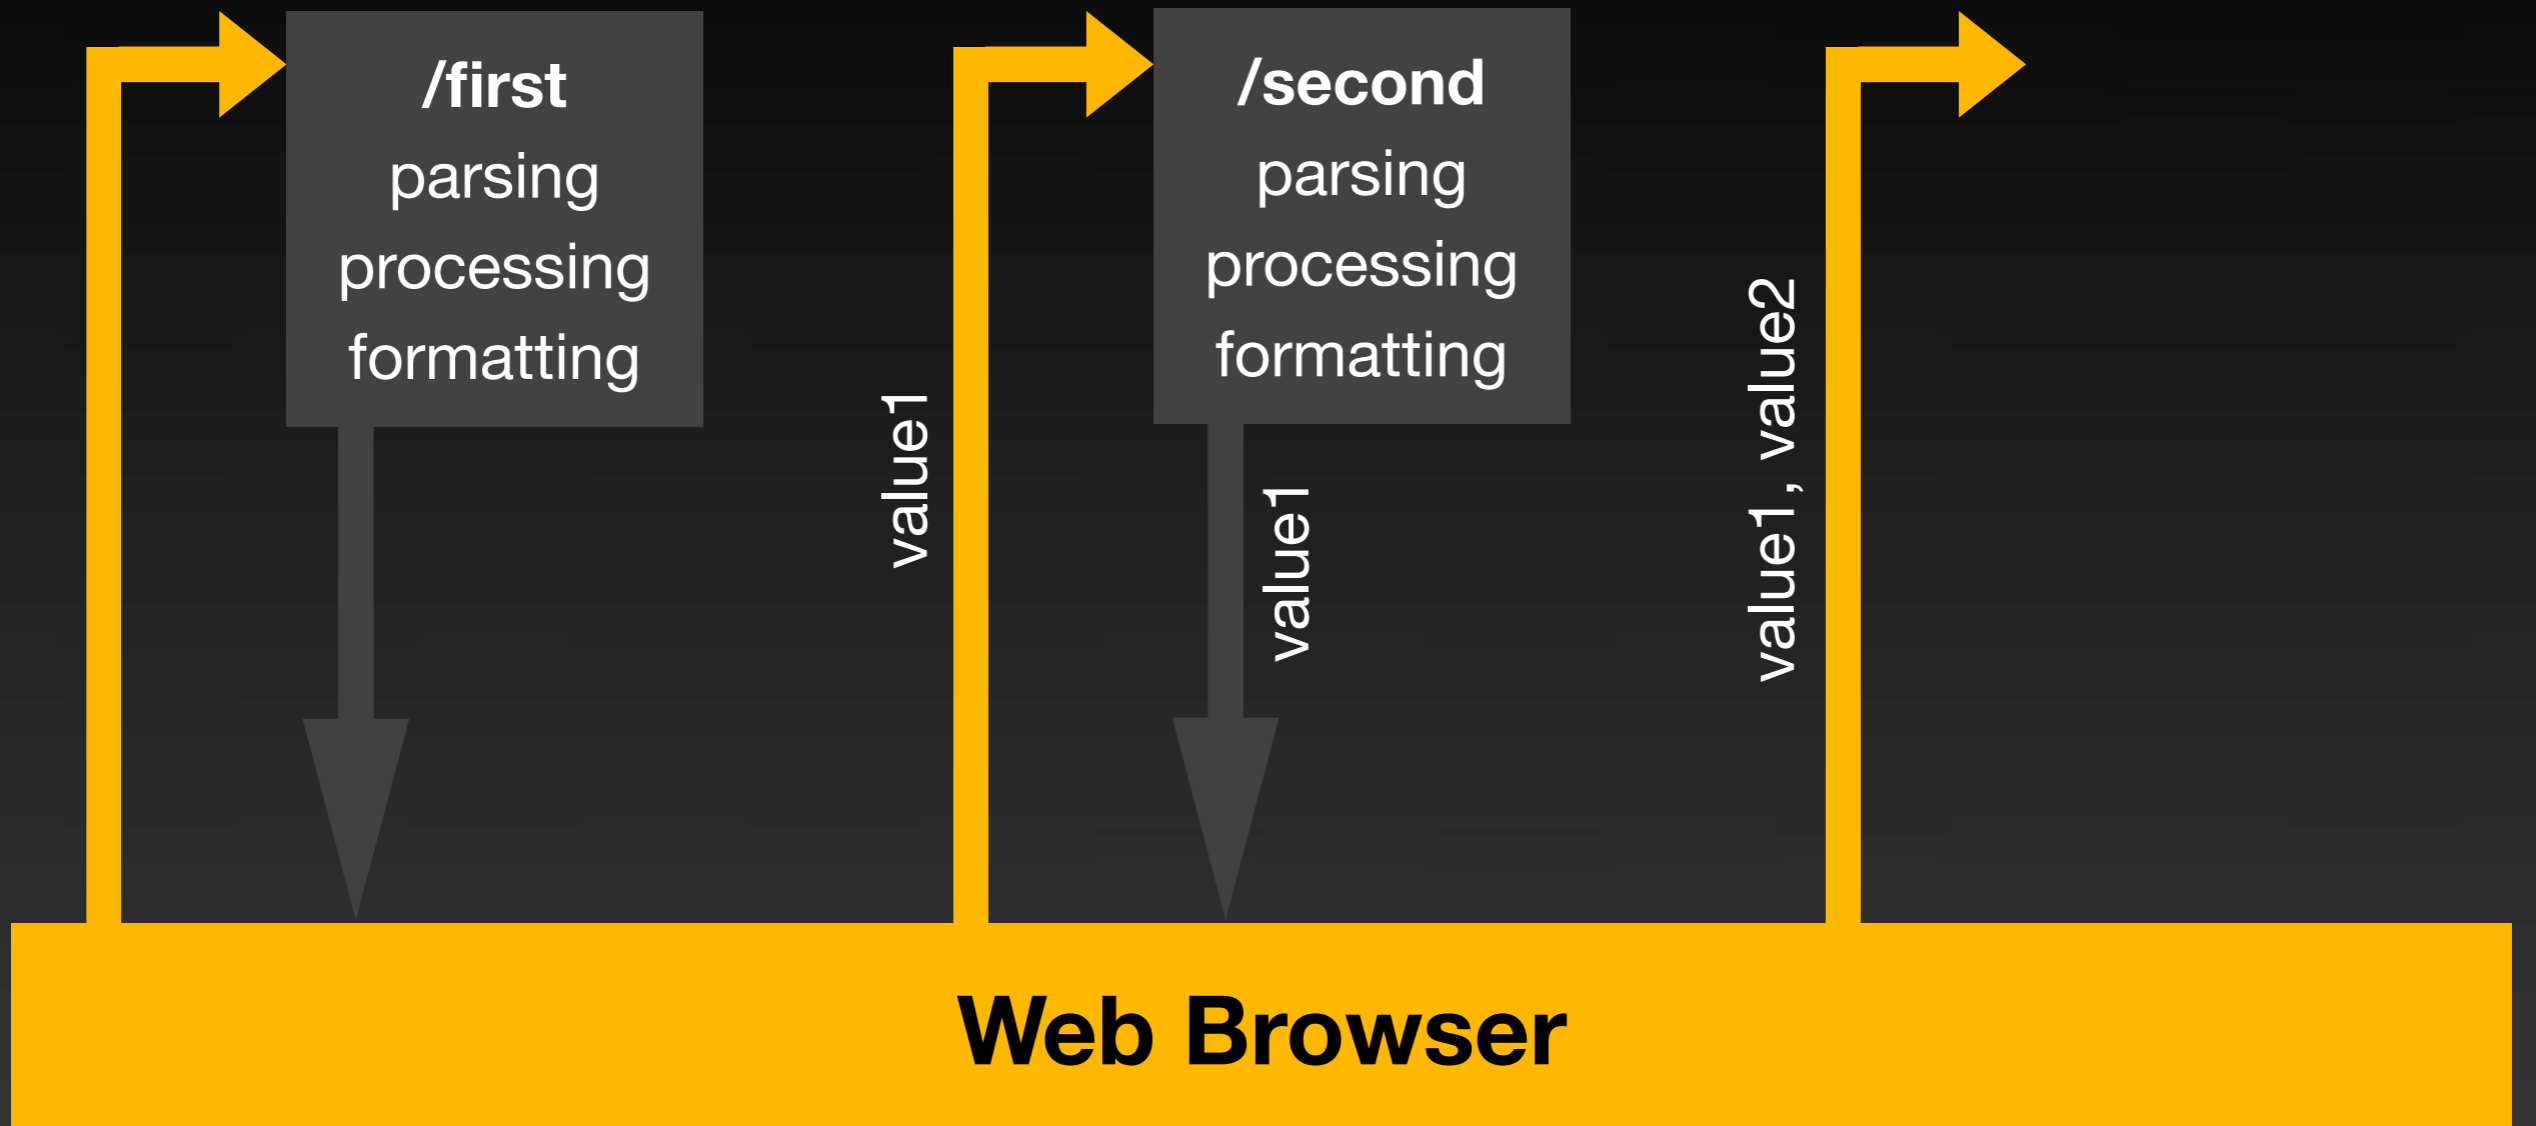 /first
parsing
processing
formatting
value1
/second
parsing
processing
formatting
value1
value1, value2
Web Browser